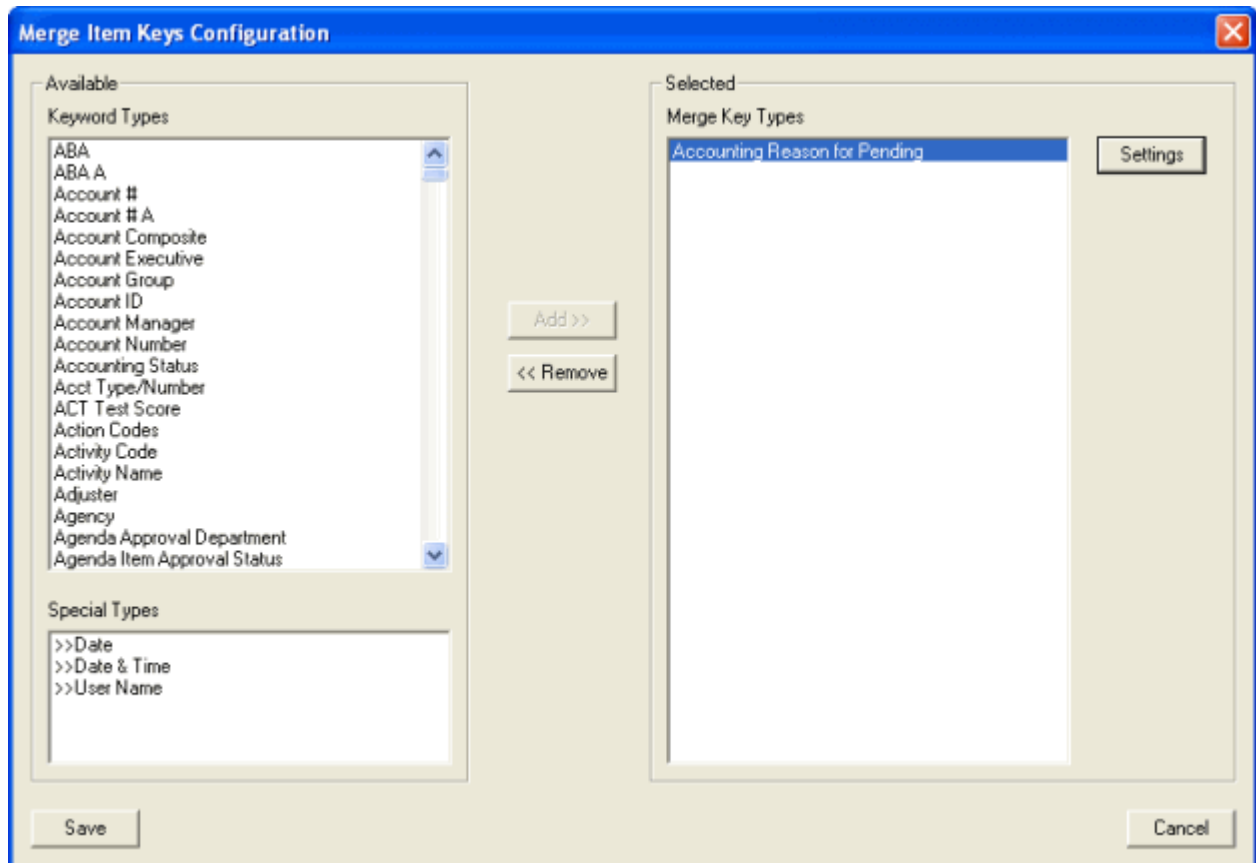 Merge Item Keys Configuration
Available
Keyword Types
ABA
ABA A
Account #
Account # A
Account Composite
Account Executive
Account Group
Account ID
Account Manager
Account Number
Accounting Status
Acct Type/Number
ACT Test Score
Action Codes
Activity Code
Activity Name
Adjuster
Agency
Agenda Approval Department
Agenda Item Approval Status
Special Types
>>Date
>>Date & Time
>>User Name
Add >>
<< Remove
Selected
Merge Key Types
Accounting Reason for Pending
Settings
Save
Cancel